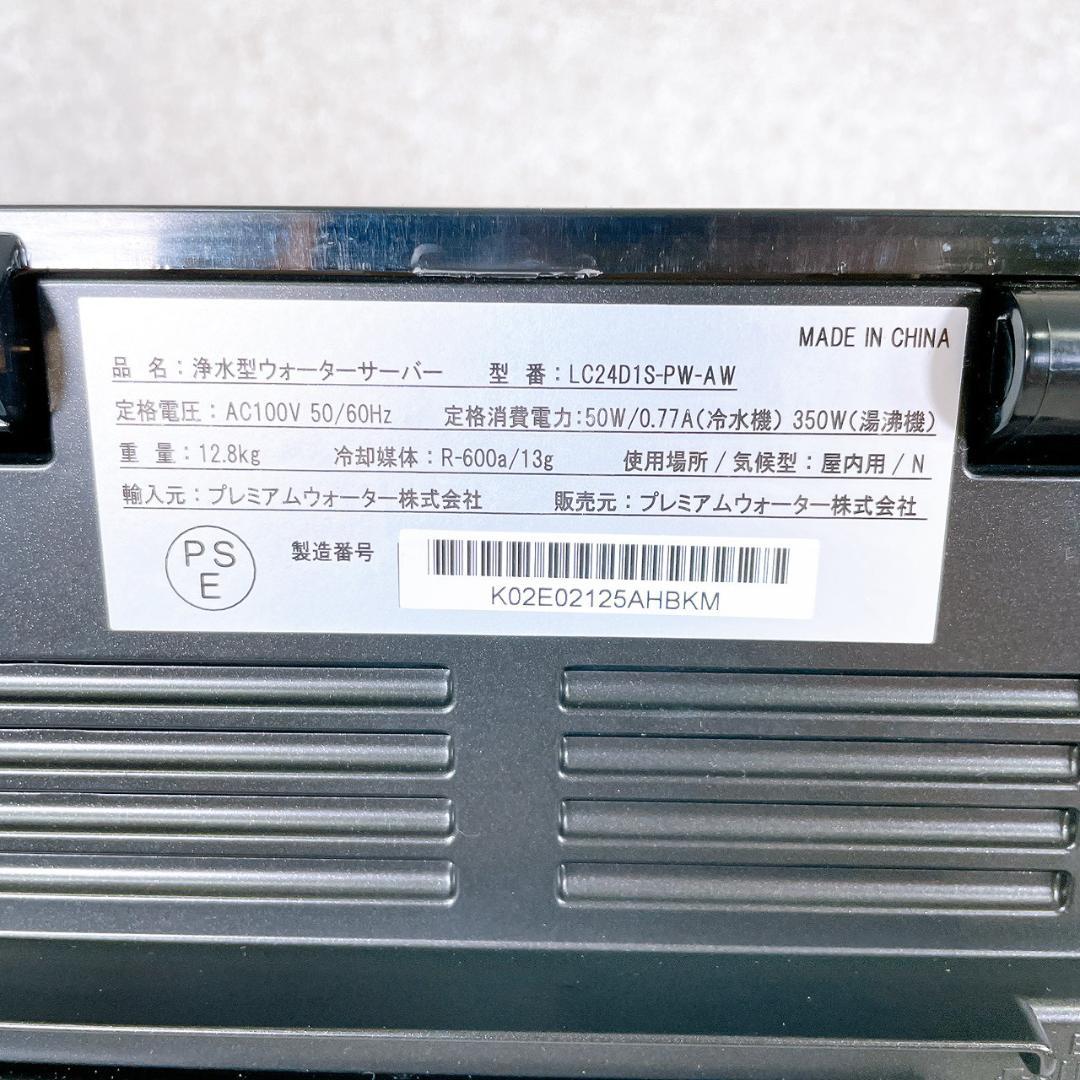 MADE IN CHINA
品 名：浄水型ウォーターサーバー 型 番：LC24D1S-PW-AW
定格電圧：AC100V 50/60Hz 定格消費電力：50W/0.77A(冷水機) 350W(湯沸機)
重 量：12.8kg 冷却媒体：R-600a/13g 使用場所/気候型：屋内用/N
輸入元：プレミアムウォーター株式会社 販売元：プレミアムウォーター株式会社
PS
E
製造番号
K02E02125AHBKM